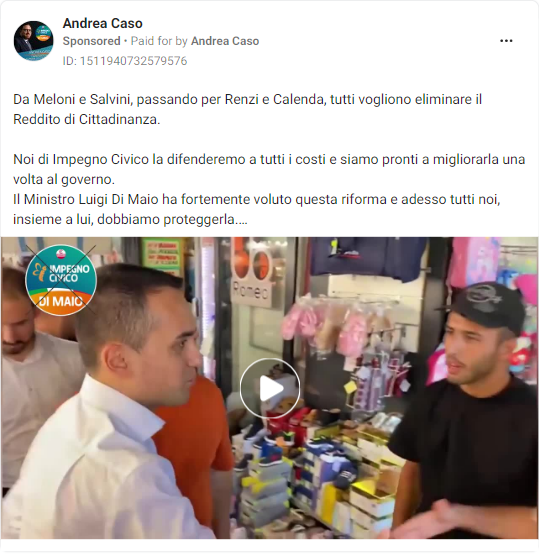 Andrea Caso
Sponsored • Paid for by Andrea Caso
ID: 1511940732579576
Da Meloni e Salvini, passando per Renzi e Calenda, tutti vogliono eliminare il
Reddito di Cittadinanza.
Noi di Impegno Civico la difenderemo a tutti i costi e siamo pronti a migliorarla una
volta al governo.
Il Ministro Luigi Di Maio ha fortemente voluto questa riforma e adesso tutti noi,
insieme a lui, dobbiamo proteggerla....
IMPEGNO
CIVICO
DI MAIO
Romeo